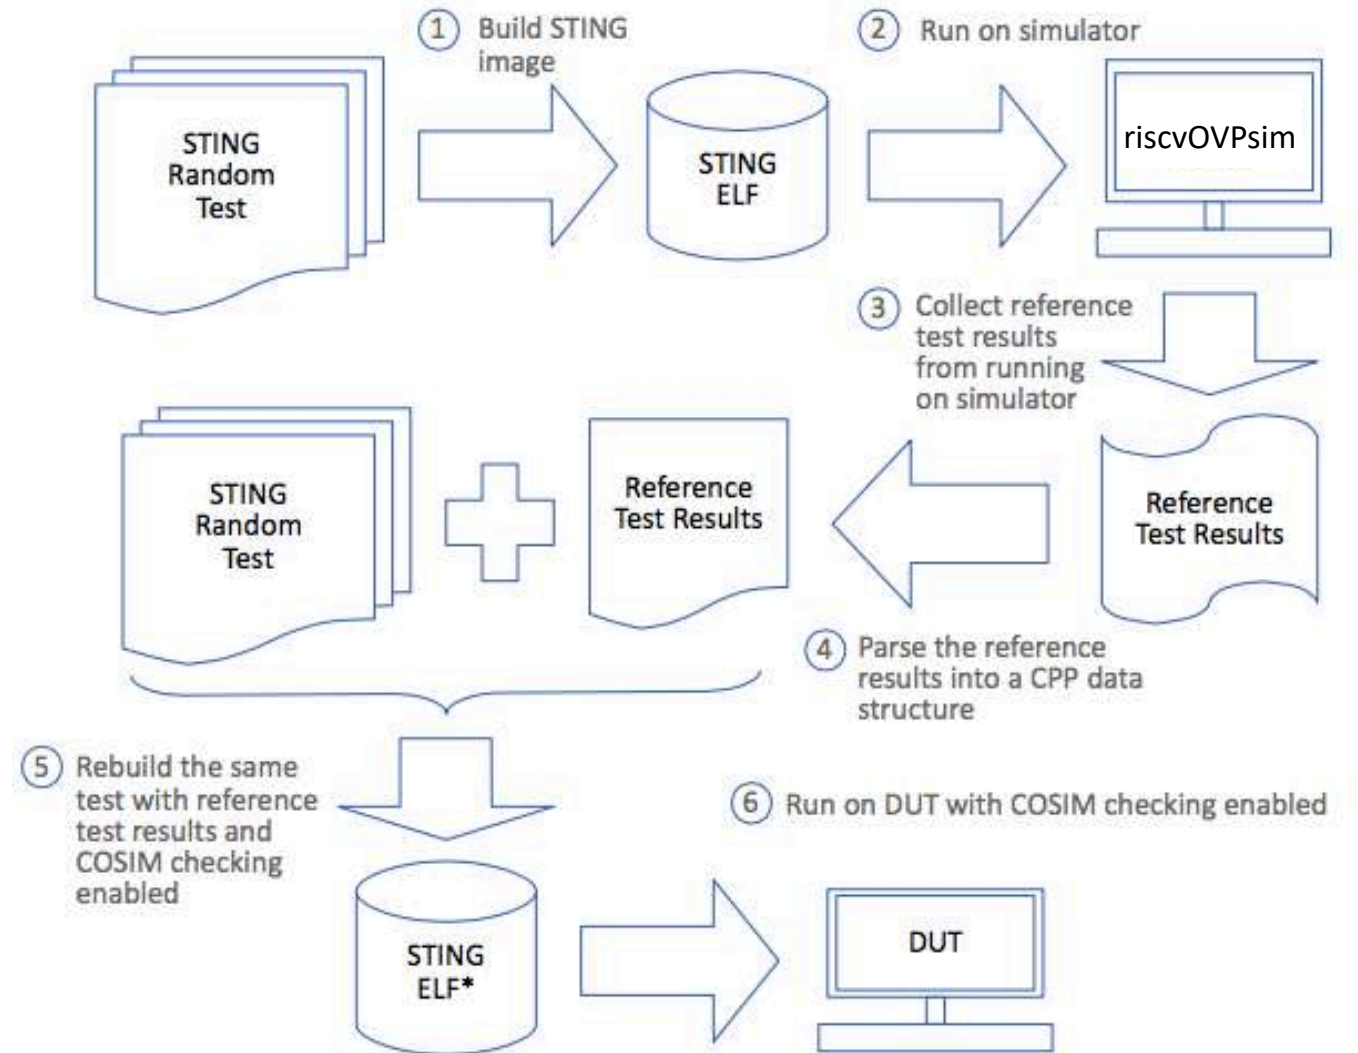 1 Build STING
image
2 Run on simulator
STING
Random
Test
STING
ELF
riscvOVPsim
3 Collect reference
test results
from running
on simulator
STING
Random
Test
Reference
Test Results
Reference
Test Results
4 Parse the reference
results into a CPP data
structure
5 Rebuild the same
test with reference
test results and
COSIM checking
enabled
6 Run on DUT with COSIM checking enabled
STING
ELF*
DUT